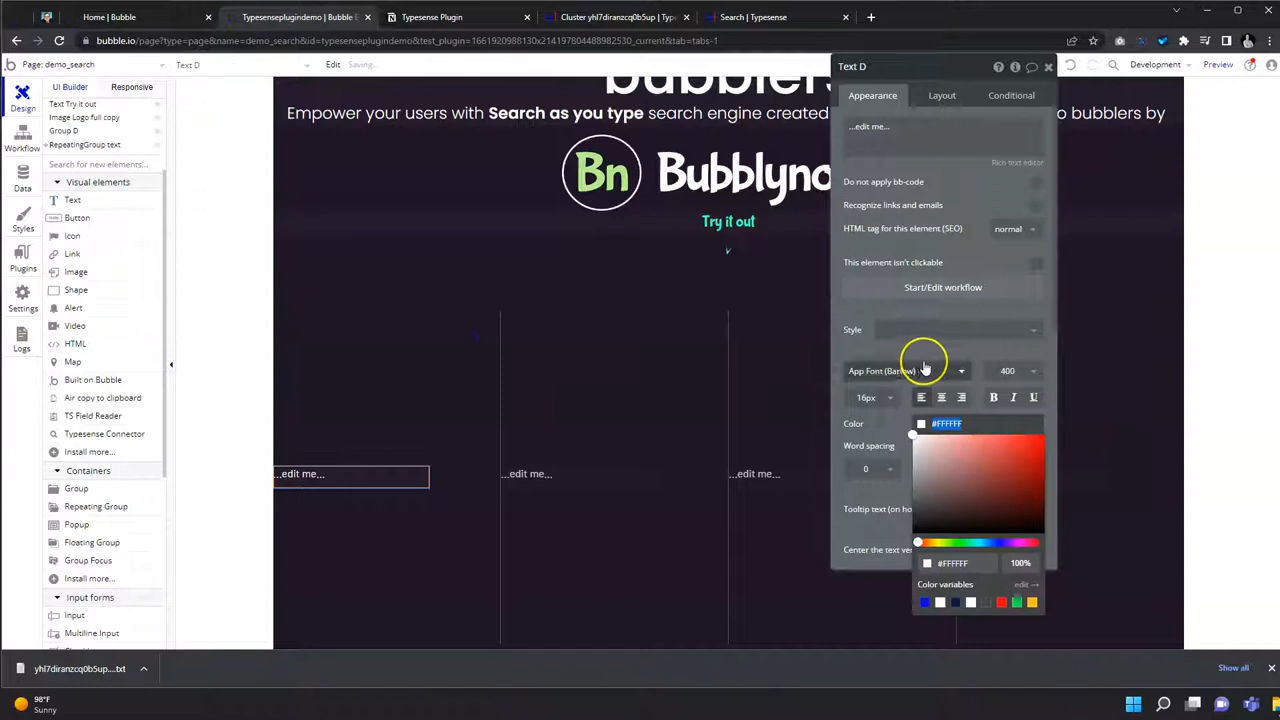 Home | Bubble
Typesenseplugindemo | Bubble E
Typesense Plugin
Cluster yhl7diranzcq0b5up | Type
Search | Typesense
bubble.io/page?type=page&name=demo_search&id=typesenseplugindemo&test_plugin=1661920988130x214197804488982530_current&tab=tabs-1
Page: demo_search
Text D
Edit
Saving...
Development
Preview
UI Builder
Responsive
Design
Workflow
Data
Styles
Plugins
Settings
Logs
Text Try it out
Image Logo full copy
Group D
RepeatingGroup text
Search for new elements...
Visual elements
Text
Button
Icon
Link
Image
Shape
Alert
Video
HTML
Map
Built on Bubble
Air copy to clipboard
TS Field Reader
Typesense Connector
Install more...
Containers
Group
Repeating Group
Popup
Floating Group
Group Focus
Install more...
Input forms
Input
Multiline Input
bubblers
Empower your users with Search as you type search engine created
o bubblers by
Bn Bubblyno
Try it out
...edit me...
...edit me...
...edit me...
Text D
Appearance
Layout
Conditional
...edit me...
Rich text editor
Do not apply bb-code
Recognize links and emails
HTML tag for this element (SEO)
normal
This element isn't clickable
Start/Edit workflow
Style
App Font (Barlow)
400
16px
B I U
Color
#FFFFFF
Word spacing
0
Tooltip text (on ho
Center the text ver
#FFFFFF
100%
Color variables
edit →
yhl7diranzcq0b5up....txt
Show all
98°F
Sunny